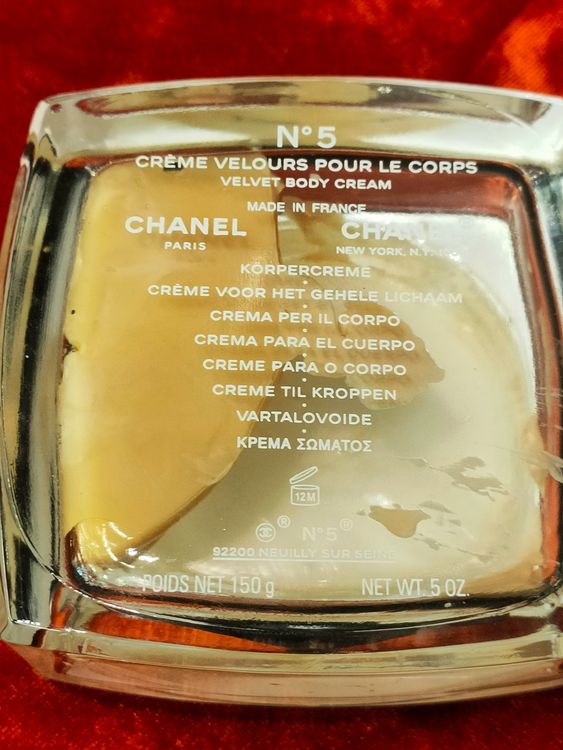 N°5
CRÈME VELOURS POUR LE CORPS
VELVET BODY CREAM
MADE IN FRANCE
CHANEL CHANEL
PARIS NEW YORK, N.Y.
KÖRPERCREME
CRÈME VOOR HET GEHELE LICHAAM
CREMA PER IL CORPO
CREMA PARA EL CUERPO
CREME PARA O CORPO
CREME TIL KROPPEN
VARTALOVOIDE
ΚΡΕΜΑ ΣΩΜΑΤΟΣ
12M
® N°5®
92200 NEUILLY SUR SEINE
POIDS NET 150 g NET WT. 5 OZ.